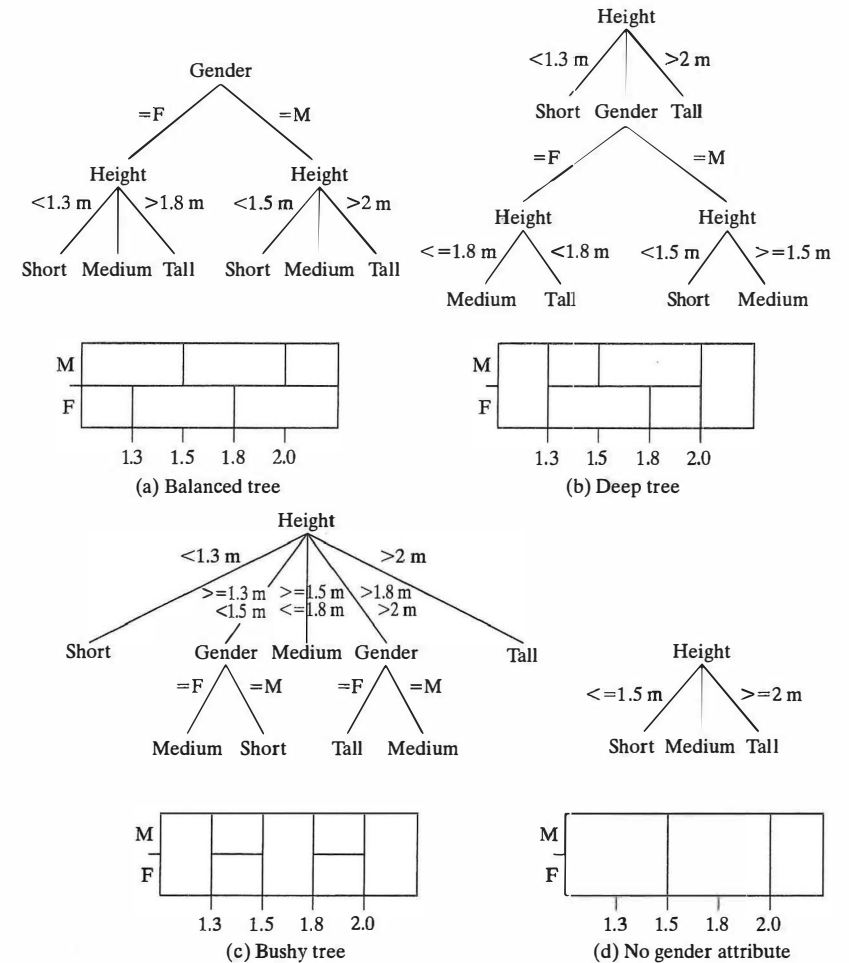 Gender
=F =M
Height Height
<1.3 m >1.8 m <1.5 m >2 m
Short Medium Tall Short Medium Tall
M
F
1.3 1.5 1.8 2.0
(a) Balanced tree
Height
<1.3 m >2 m
Short Gender Tall
=F =M
Height Height
<=1.8 m <1.8 m <1.5 m >=1.5 m
Medium Tall Short Medium
M
F
1.3 1.5 1.8 2.0
(b) Deep tree
Height
<1.3 m >2 m
>=1.3 m >=1.5 m >1.8 m
<1.5 m <=1.8 m >2 m
Short Gender Medium Gender Tall
=F =M =F =M
Medium Short Tall Medium
M
F
1.3 1.5 1.8 2.0
(c) Bushy tree
Height
<=1.5 m >=2 m
Short Medium Tall
M
F
1.3 1.5 1.8 2.0
(d) No gender attribute